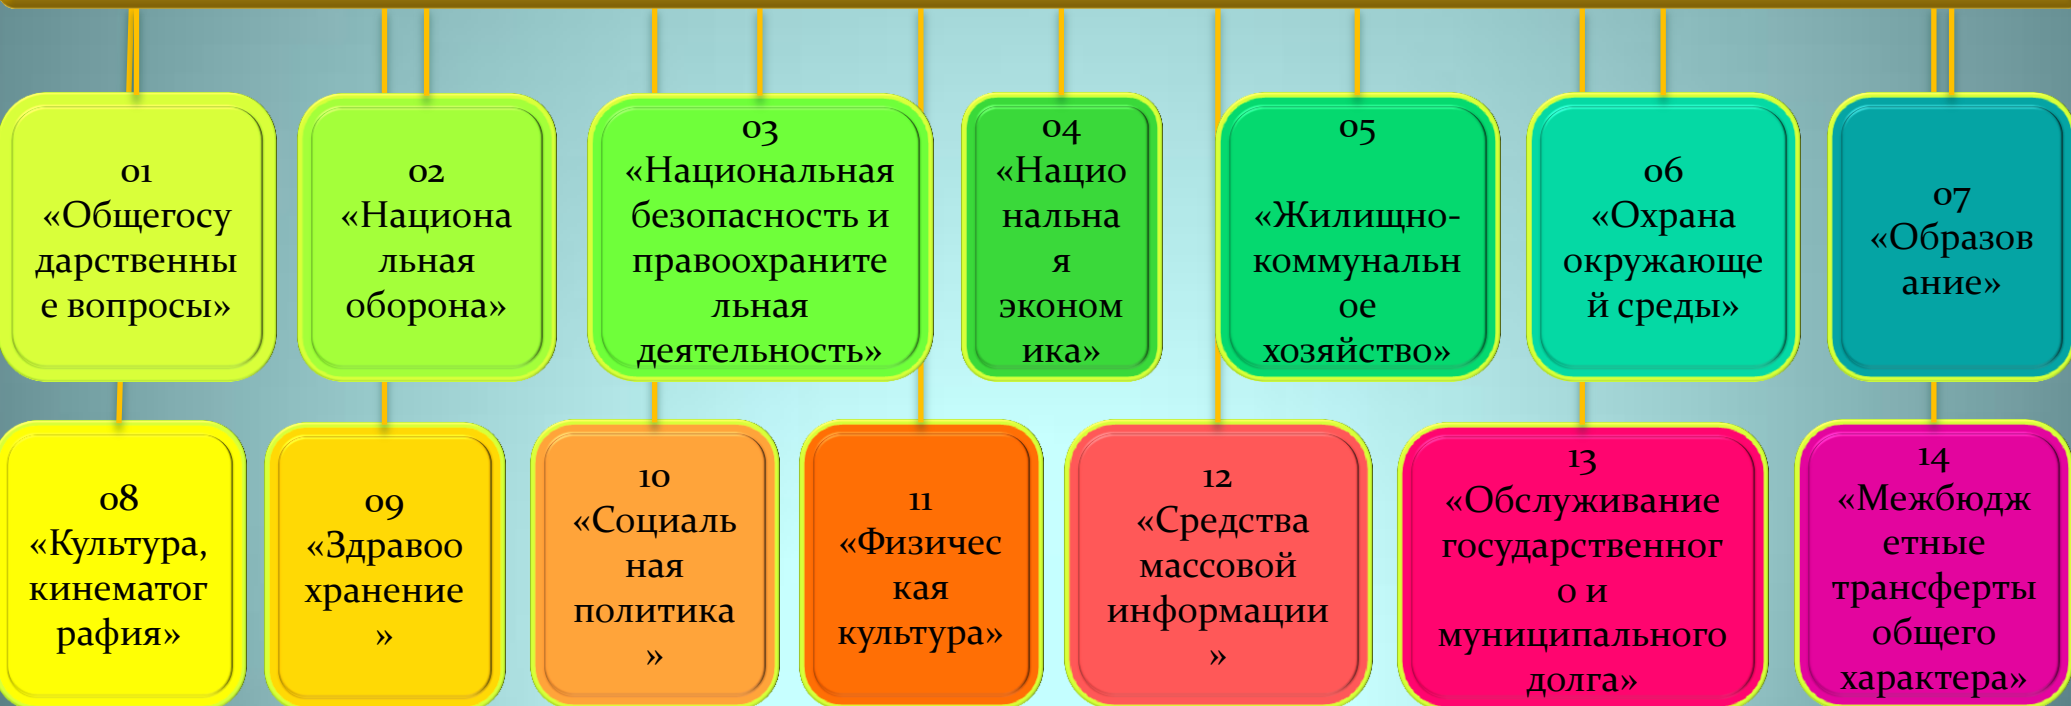 01
«Общегосу
дарственны
е вопросы»
02
«Национа
льная
оборона»
03
«Национальная
безопасность и
правоохраните
льная
деятельность»
04
«Нацио
нальна
я
эконом
ика»
05
«Жилищно-
коммунальн
ое
хозяйство»
06
«Охрана
окружающе
й среды»
07
«Образов
ание»
08
«Культура,
кинематог
рафия»
09
«Здравоо
хранение
»
10
«Социаль
ная
политика
»
11
«Физичес
кая
культура»
12
«Средства
массовой
информации
»
13
«Обслуживание
государственног
о и
муниципального
долга»
14
«Межбюдж
етные
трансферты
общего
характера»